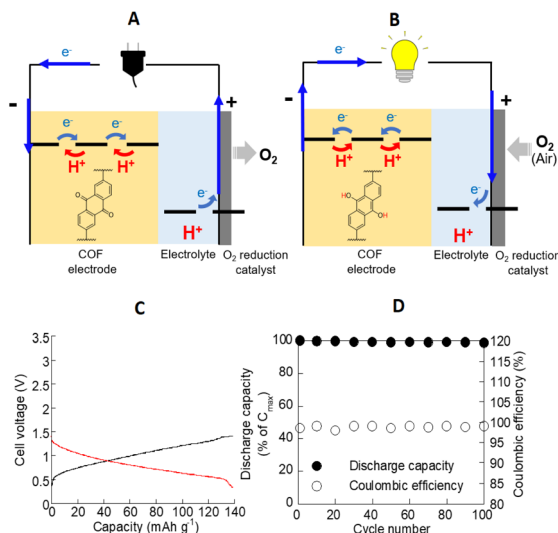 A
B
e-
e-
-
+
-
+
e-
e-
e-
e-
H+
H+
H+
H+
O2
O2
(Air)
e-
e-
O
O
HO
OH
H+
H+
COF
electrode
Electrolyte
O2 reduction
catalyst
COF
electrode
Electrolyte
O2 reduction
catalyst
C
D
Cell voltage (V)
3.5
3
2.5
2
1.5
1
0.5
0
0 20 40 60 80 100 120 140
Capacity (mAh g-1)
Discharge capacity
(% of Cmax)
100
80
60
40
20
0
120
115
110
105
100
95
90
85
80
Coulombic efficiency (%)
Discharge capacity
Coulombic efficiency
0 20 40 60 80 100
Cycle number